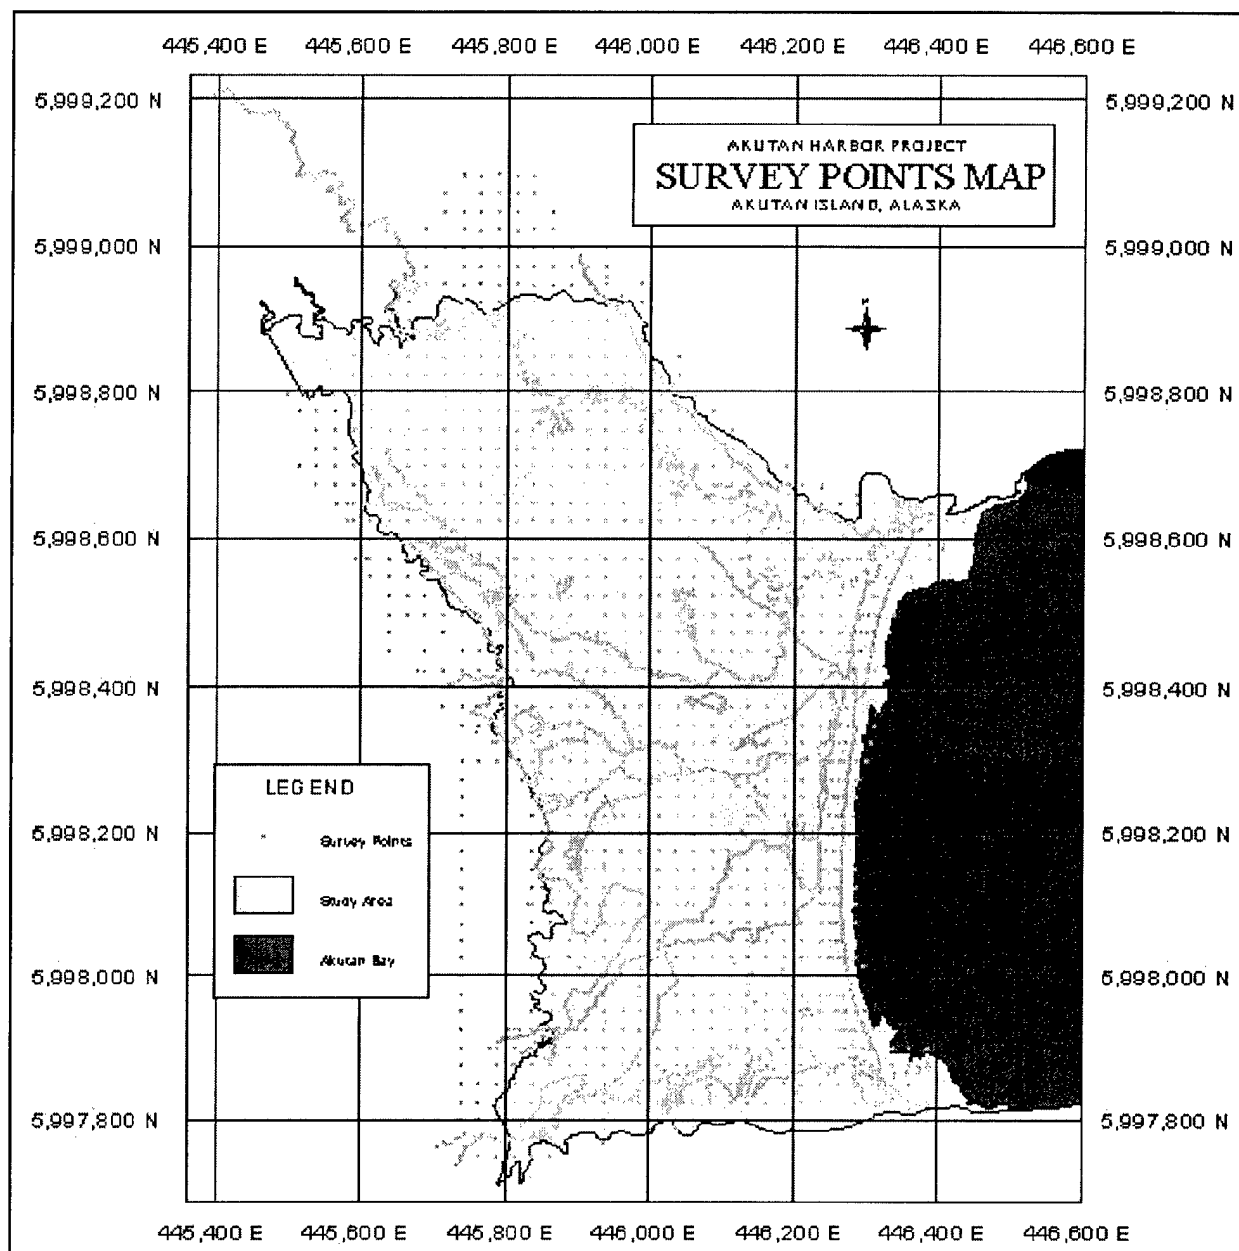 445,400 E 445,600 E 445,800 E 446,000 E 446,200 E 446,400 E 446,600 E
5,999,200 N 5,999,200 N
AKUTAN HARBOR PROJECT
SURVEY POINTS MAP
AKUTAN ISLAND, ALASKA
5,999,000 N 5,999,000 N
N
5,998,800 N 5,998,800 N
5,998,600 N 5,998,600 N
5,998,400 N 5,998,400 N
LEGEND
5,998,200 N 5,998,200 N
Survey Points
Study Area
Akutan Bay
5,998,000 N 5,998,000 N
5,997,800 N 5,997,800 N
445,400 E 445,600 E 445,800 E 446,000 E 446,200 E 446,400 E 446,600 E